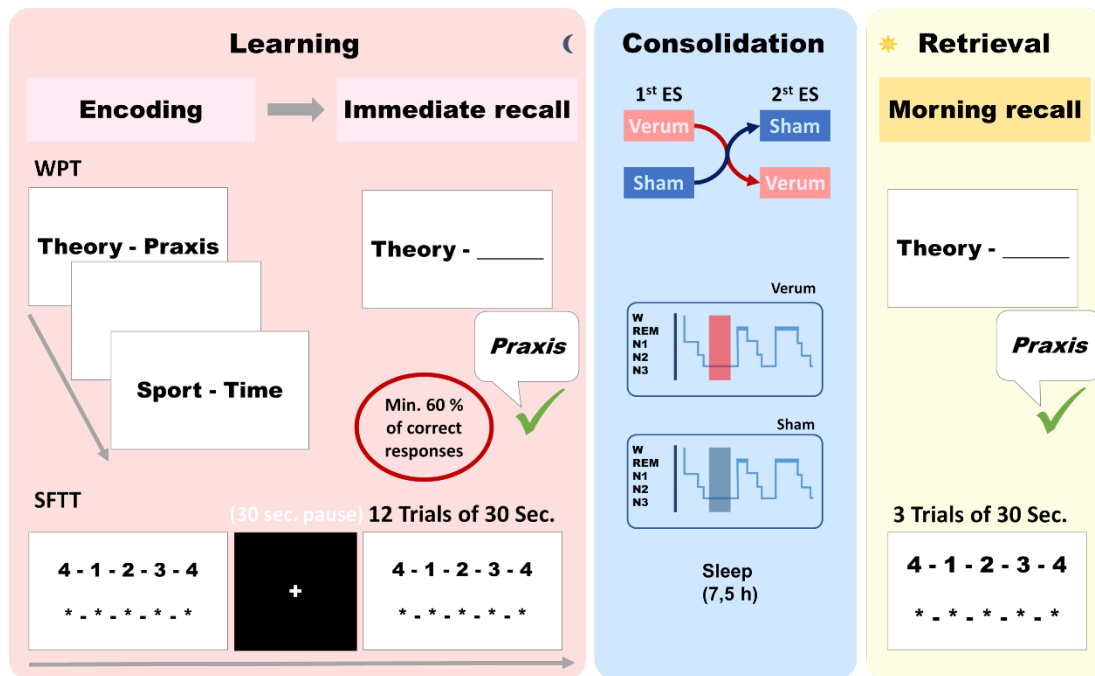 Learning
Encoding
Immediate recall
WPT
Theory - Praxis
Sport - Time
Theory - ______
Praxis
Min. 60 %
of correct
responses
SFTT
(30 sec. pause)
12 Trials of 30 Sec.
4 - 1 - 2 - 3 - 4
* - * - * - * - *
+
4 - 1 - 2 - 3 - 4
* - * - * - * - *
Consolidation
1st ES
2nd ES
Verum
Sham
Sham
Verum
Verum
W
REM
N1
N2
N3
Sham
W
REM
N1
N2
N3
Sleep
(7,5 h)
Retrieval
Morning recall
Theory - ______
Praxis
3 Trials of 30 Sec.
4 - 1 - 2 - 3 - 4
* - * - * - * - *